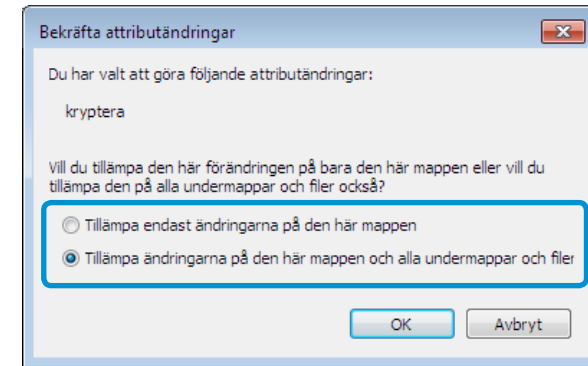 Bekräfta attributändringar
Du har valt att göra följande attributändringar:
kryptera
Vill du tillämpa den här förändringen på bara den här mappen eller vill du
tillämpa den på alla undermappar och filer också?
Tillämpa endast ändringarna på den här mappen
Tillämpa ändringarna på den här mappen och alla undermappar och filer
OK
Avbryt